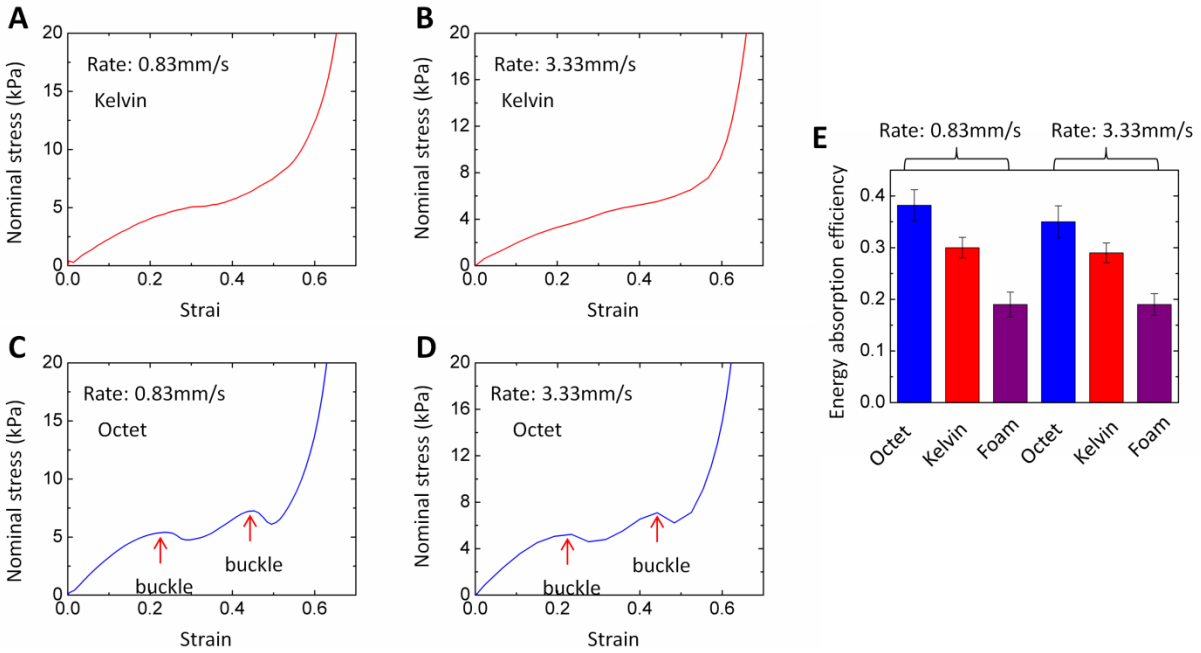 A
20
15
10
5
0
Nominal stress (kPa)
Rate: 0.83mm/s
Kelvin
0.0 0.2 0.4 0.6
Strai
B
20
16
12
8
4
0
Nominal stress (kPa)
Rate: 3.33mm/s
Kelvin
0.0 0.2 0.4 0.6
Strain
C
20
15
10
5
0
Nominal stress (kPa)
Rate: 0.83mm/s
Octet
buckle
buckle
0.0 0.2 0.4 0.6
Strain
D
20
16
12
8
4
0
Nominal stress (kPa)
Rate: 3.33mm/s
Octet
buckle
buckle
0.0 0.2 0.4 0.6
Strain
E
Rate: 0.83mm/s Rate: 3.33mm/s
0.4
0.3
0.2
0.1
0.0
Energy absorption efficiency
Octet Kelvin Foam Octet Kelvin Foam